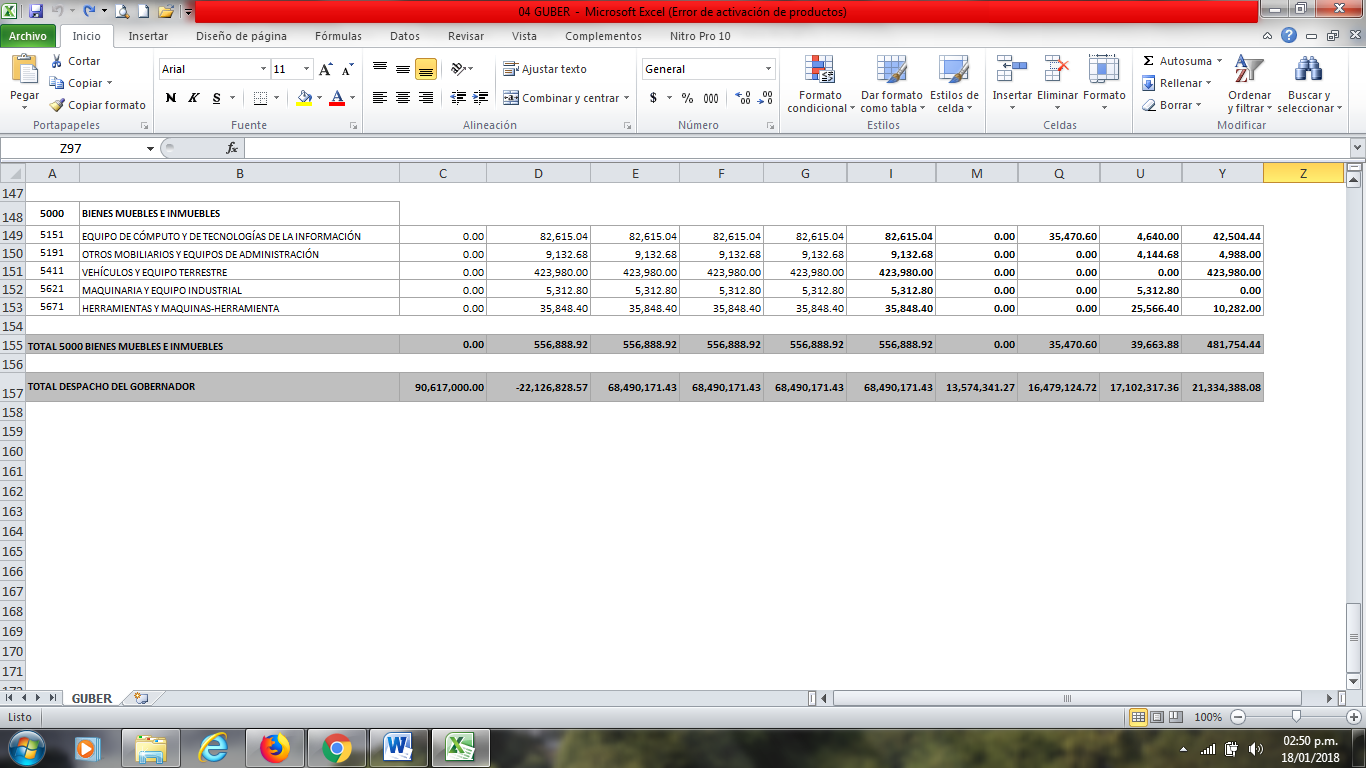 04 GUBER - Microsoft Excel (Error de activación de productos)
Archivo Inicio Insertar Diseño de página Fórmulas Datos Revisar Vista Complementos Nitro Pro 10
Pegar Cortar Copiar Copiar formato
Arial 11 A A
N K S A
Ajustar texto
Combinar y centrar
General
$ % 000
Formato condicional Dar formato como tabla Estilos de celda
Insertar Eliminar Formato
Σ Autosuma Rellenar Borrar
Ordenar y filtrar Buscar y seleccionar
Portapapeles Fuente Alineación Número Estilos Celdas Modificar
Z97 fx
A B C D E F G I M Q U Y Z
147
148 5000 BIENES MUEBLES E INMUEBLES
149 5151 EQUIPO DE CÓMPUTO Y DE TECNOLOGÍAS DE LA INFORMACIÓN 0.00 82,615.04 82,615.04 82,615.04 82,615.04 82,615.04 0.00 35,470.60 4,640.00 42,504.44
150 5191 OTROS MOBILIARIOS Y EQUIPOS DE ADMINISTRACIÓN 0.00 9,132.68 9,132.68 9,132.68 9,132.68 9,132.68 0.00 0.00 4,144.68 4,988.00
151 5411 VEHÍCULOS Y EQUIPO TERRESTRE 0.00 423,980.00 423,980.00 423,980.00 423,980.00 423,980.00 0.00 0.00 0.00 423,980.00
152 5621 MAQUINARIA Y EQUIPO INDUSTRIAL 0.00 5,312.80 5,312.80 5,312.80 5,312.80 5,312.80 0.00 0.00 5,312.80 0.00
153 5671 HERRAMIENTAS Y MAQUINAS-HERRAMIENTA 0.00 35,848.40 35,848.40 35,848.40 35,848.40 35,848.40 0.00 0.00 25,566.40 10,282.00
154
155 TOTAL 5000 BIENES MUEBLES E INMUEBLES 0.00 556,888.92 556,888.92 556,888.92 556,888.92 556,888.92 0.00 35,470.60 39,663.88 481,754.44
156
157 TOTAL DESPACHO DEL GOBERNADOR 90,617,000.00 -22,126,828.57 68,490,171.43 68,490,171.43 68,490,171.43 68,490,171.43 13,574,341.27 16,479,124.72 17,102,317.36 21,334,388.08
158
159
160
161
162
163
164
165
166
167
168
169
170
171
172
GUBER
Listo 100%
02:50 p.m.
18/01/2018